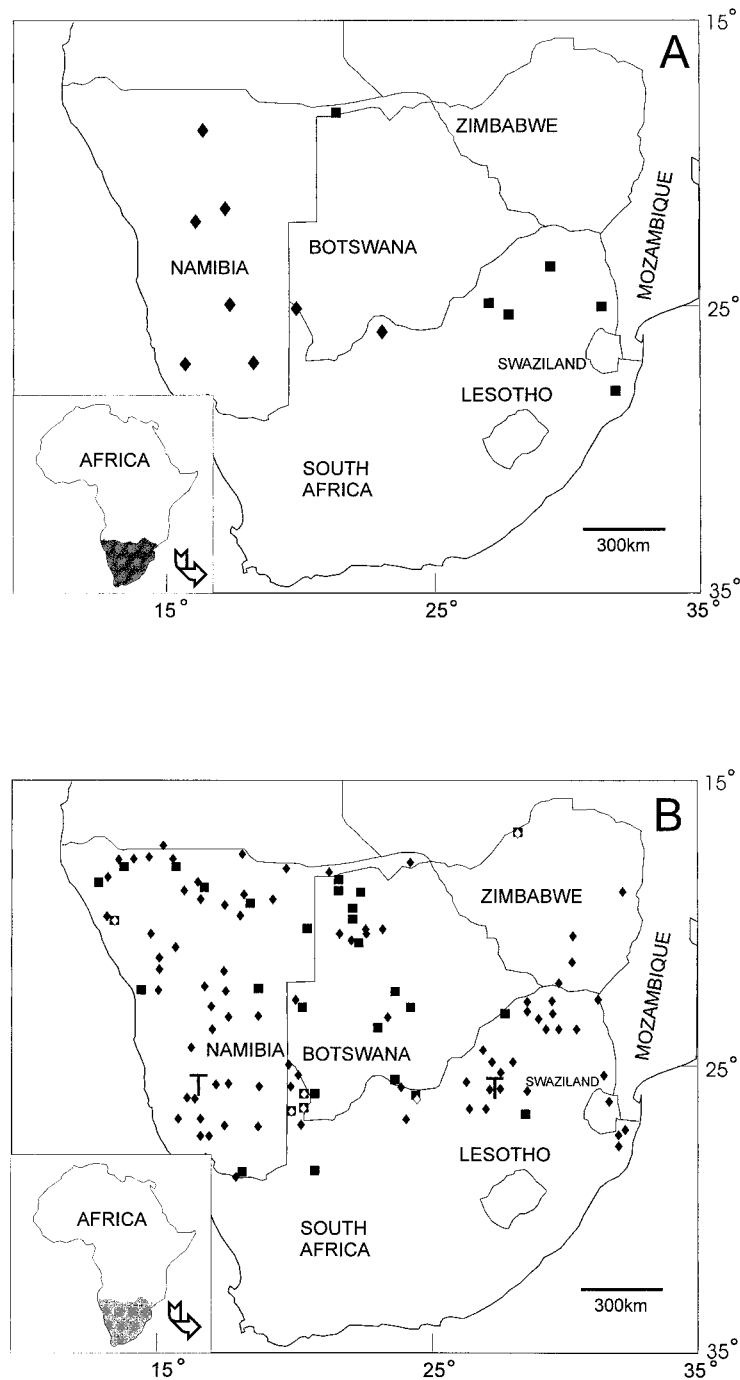 15°
A
ZIMBABWE
MOZAMBIQUE
BOTSWANA
NAMIBIA
25°
SWAZILAND
LESOTHO
AFRICA
SOUTH
AFRICA
300km
35°
15°
25°
35°
15°
B
ZIMBABWE
MOZAMBIQUE
NAMIBIA
BOTSWANA
25°
T
T
SWAZILAND
LESOTHO
AFRICA
SOUTH
AFRICA
300km
35°
15°
25°